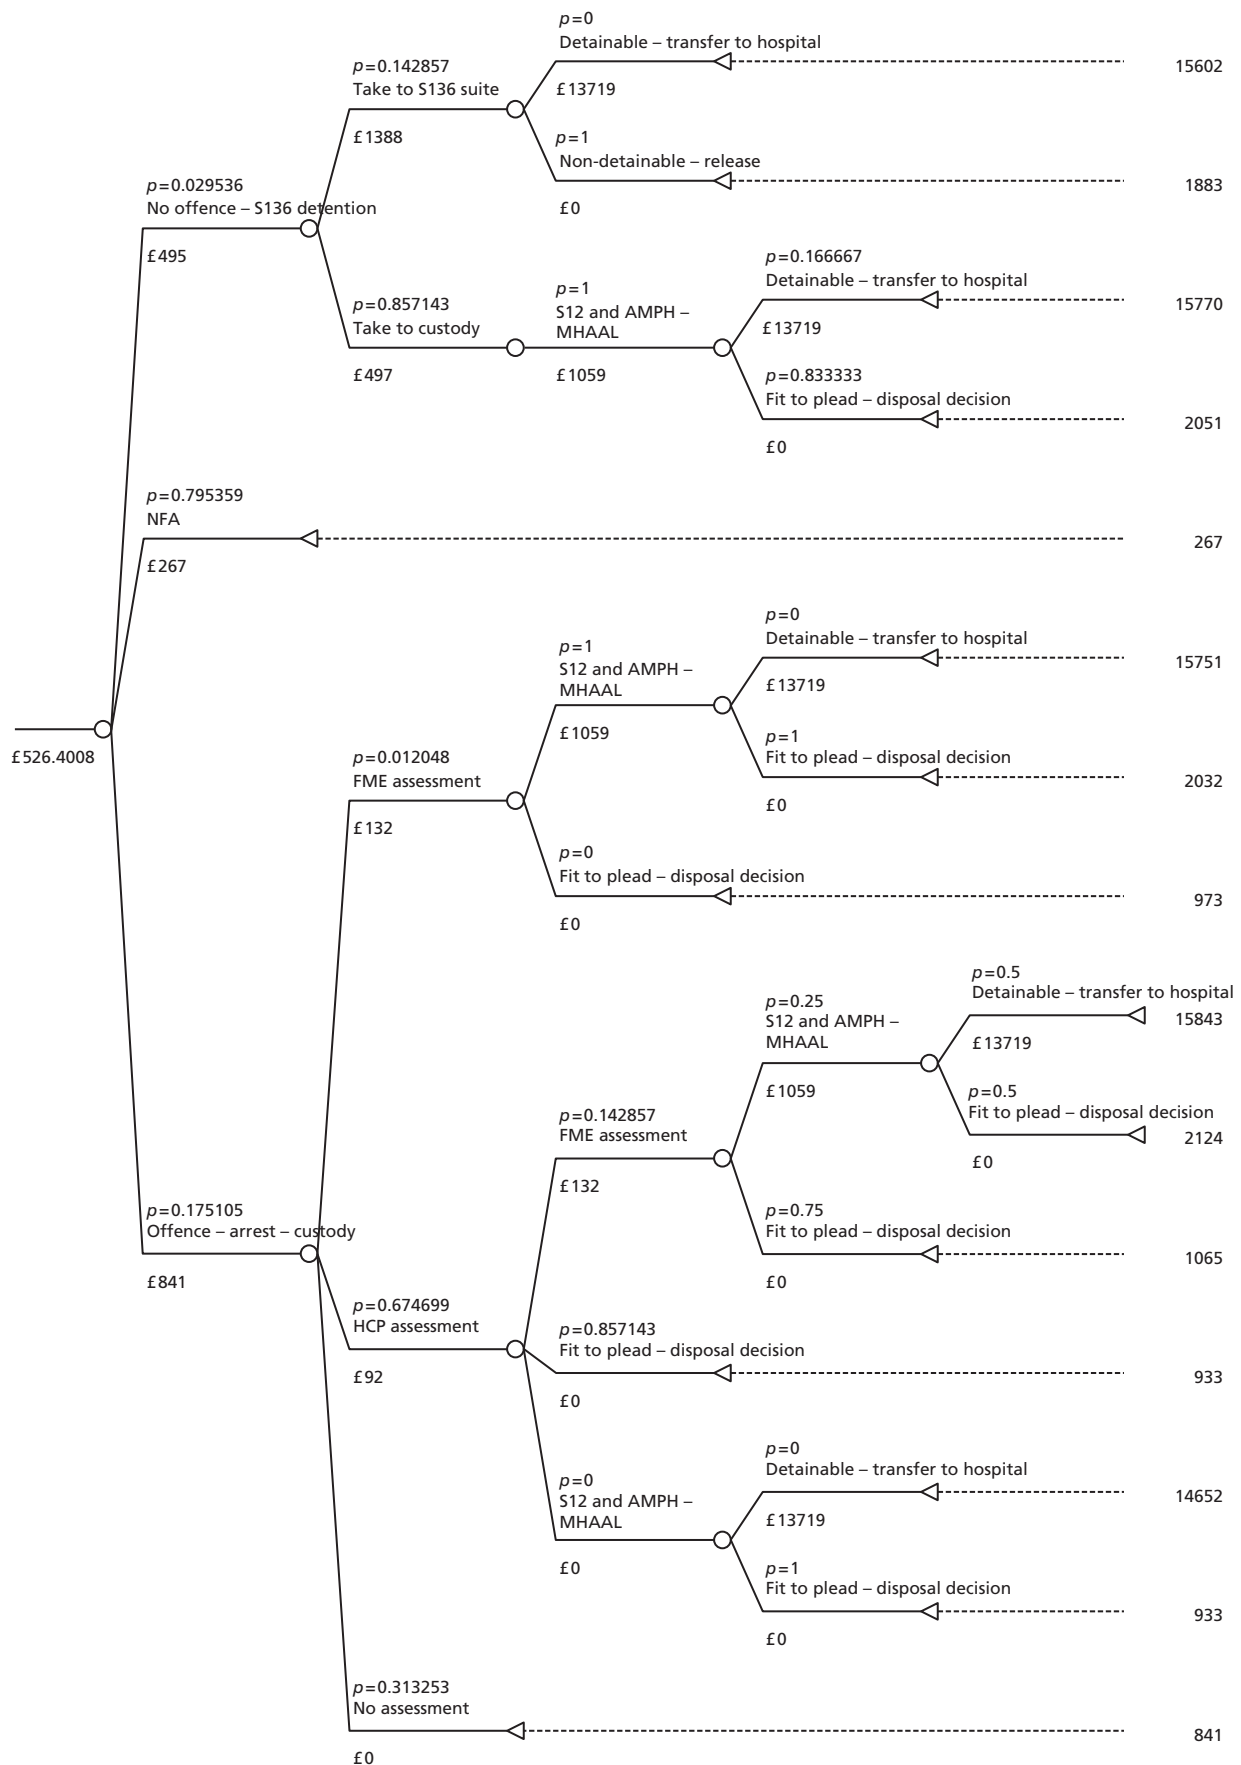 p=0
Detainable – transfer to hospital
15602
£13719
p=0.142857
Take to S136 suite
£1388
p=1
Non-detainable – release
1883
£0
p=0.029536
No offence – S136 detention
£495
p=0.166667
Detainable – transfer to hospital
15770
£13719
p=0.857143
Take to custody
£497
p=1
S12 and AMPH –
MHAAL
£1059
p=0.833333
Fit to plead – disposal decision
2051
£0
p=0.795359
NFA
267
£267
£526.4008
p=0
Detainable – transfer to hospital
15751
£13719
p=1
S12 and AMPH –
MHAAL
£1059
p=1
Fit to plead – disposal decision
2032
£0
p=0.012048
FME assessment
£132
p=0
Fit to plead – disposal decision
973
£0
p=0.5
Detainable – transfer to hospital
15843
£13719
p=0.25
S12 and AMPH –
MHAAL
£1059
p=0.5
Fit to plead – disposal decision
2124
£0
p=0.142857
FME assessment
£132
p=0.75
Fit to plead – disposal decision
1065
£0
p=0.175105
Offence – arrest – custody
£841
p=0.674699
HCP assessment
£92
p=0.857143
Fit to plead – disposal decision
933
£0
p=0
Detainable – transfer to hospital
14652
£13719
p=0
S12 and AMPH –
MHAAL
£0
p=1
Fit to plead – disposal decision
933
£0
p=0.313253
No assessment
841
£0